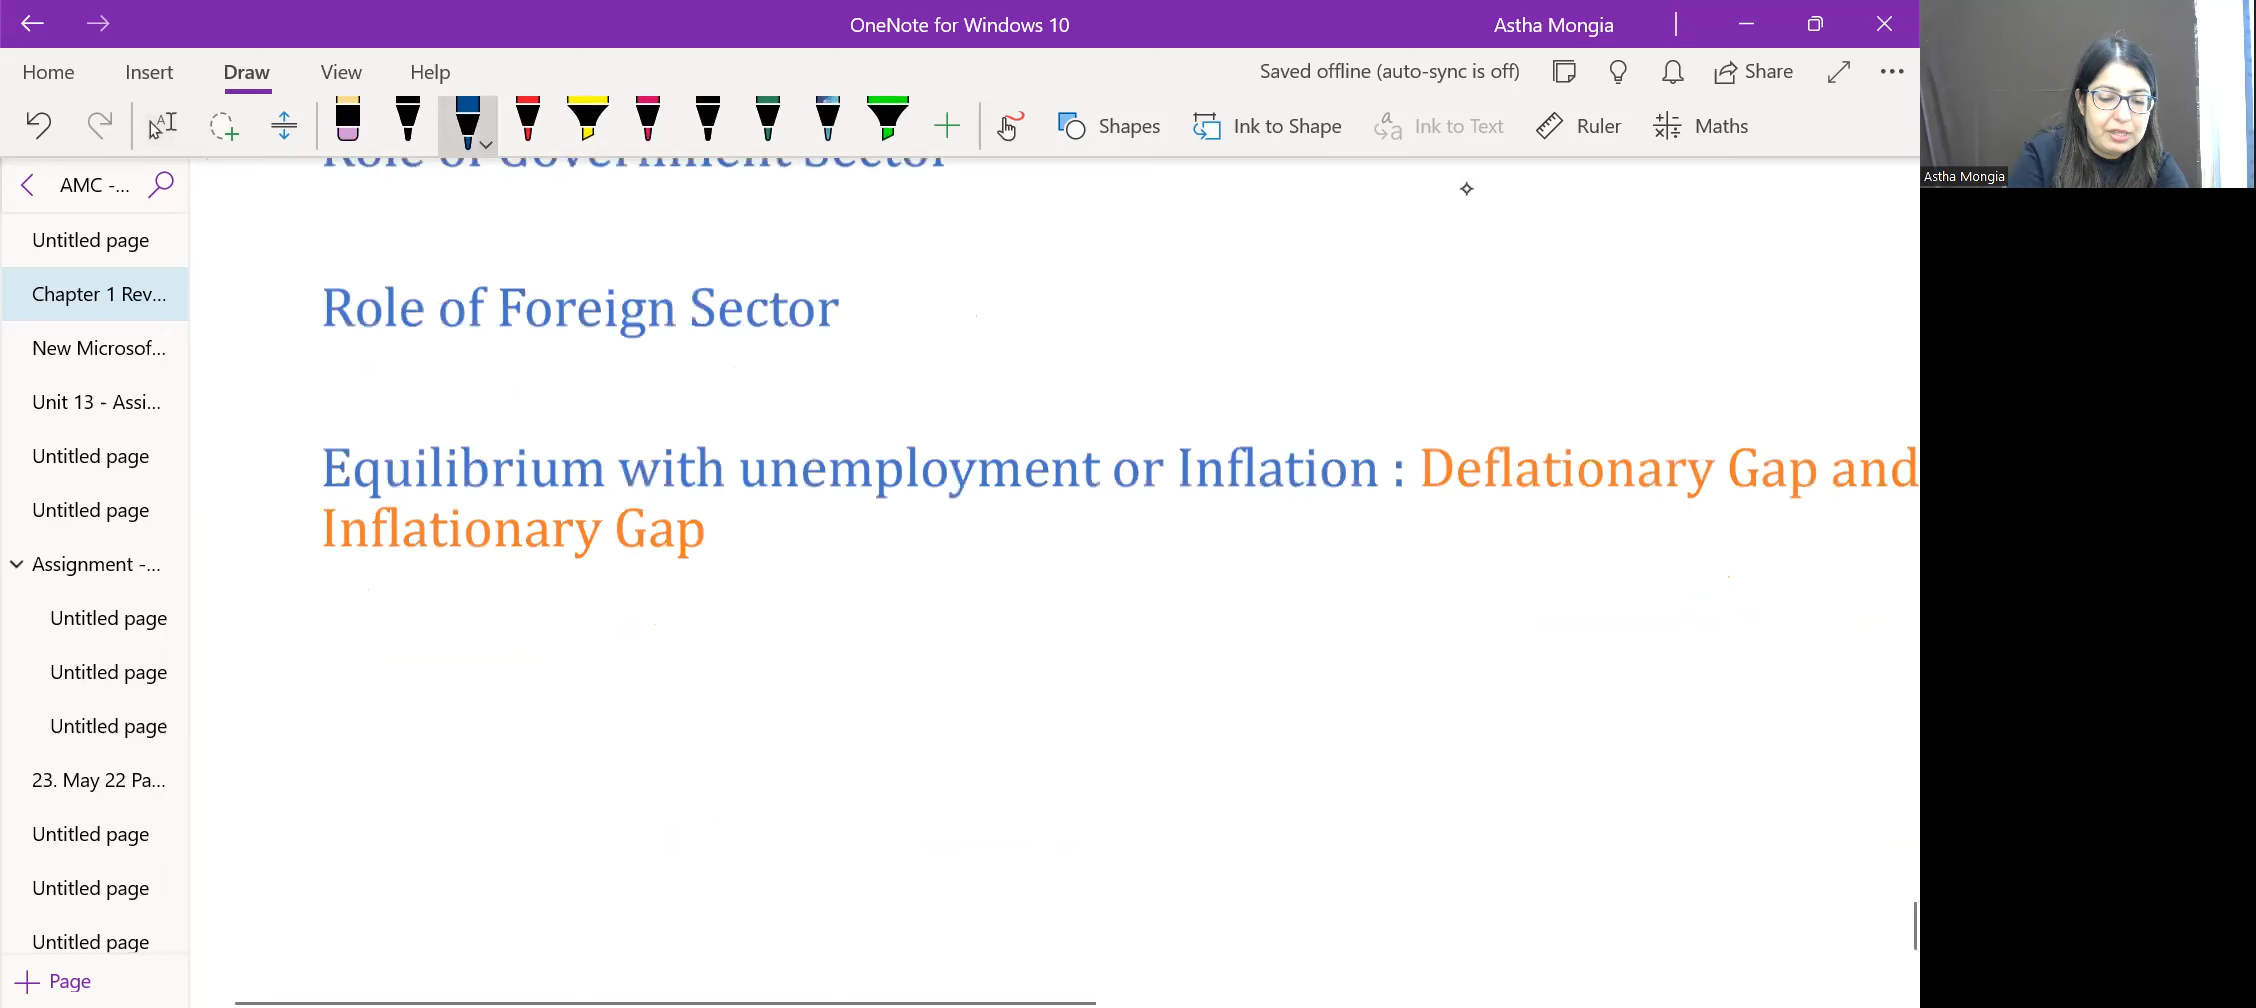 OneNote for Windows 10
Astha Mongia
Home Insert Draw View Help
Saved offline (auto-sync is off)
Share
Shapes
Ink to Shape
Ink to Text
Ruler
Maths
Astha Mongia
AMC -...
Untitled page
Chapter 1 Rev...
New Microsof...
Unit 13 - Assi...
Untitled page
Untitled page
Assignment -...
Untitled page
Untitled page
Untitled page
23. May 22 Pa...
Untitled page
Untitled page
Untitled page
Page
Role of Government Sector
Role of Foreign Sector
Equilibrium with unemployment or Inflation : Deflationary Gap and
Inflationary Gap